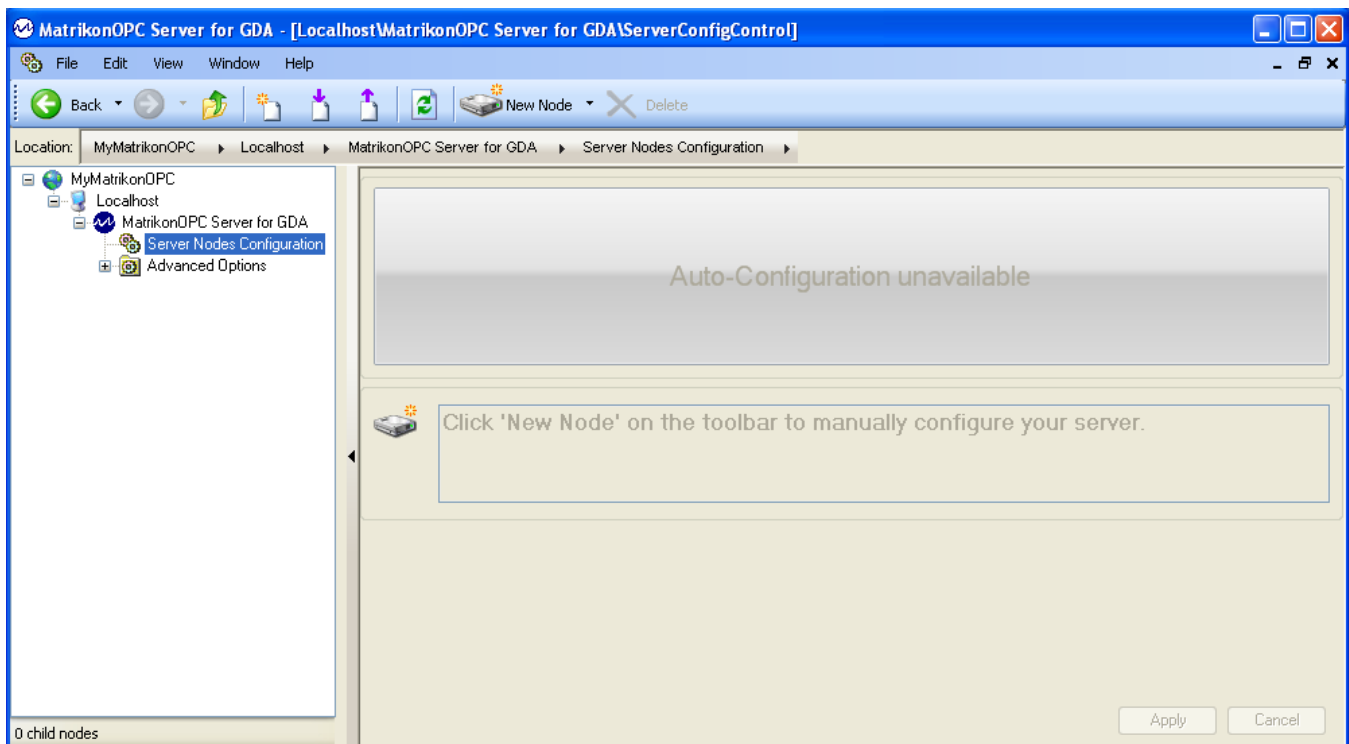 MatrikonOPC Server for GDA - [Localhost\MatrikonOPC Server for GDA\ServerConfigControl]
File Edit View Window Help
Back New Node Delete
Location: MyMatrikonOPC Localhost MatrikonOPC Server for GDA Server Nodes Configuration
MyMatrikonOPC
Localhost
MatrikonOPC Server for GDA
Server Nodes Configuration
Advanced Options
Auto-Configuration unavailable
Click 'New Node' on the toolbar to manually configure your server.
Apply Cancel
0 child nodes